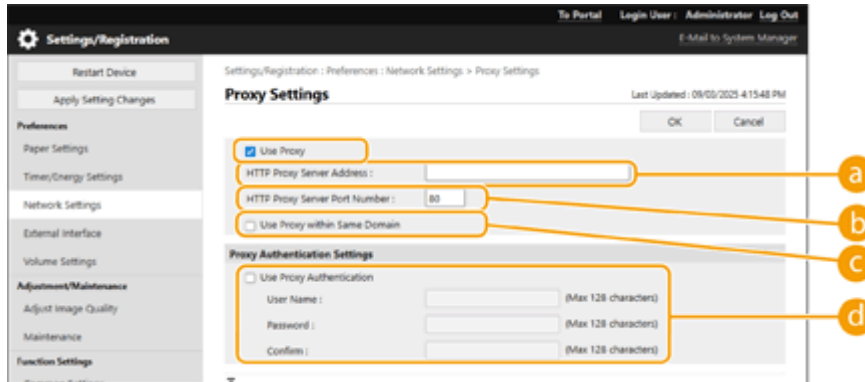 To Portal Login User : Administrator Log Out
Settings/Registration E-Mail to System Manager
Restart Device
Apply Setting Changes
Preferences
Paper Settings
Timer/Energy Settings
Network Settings
External Interface
Volume Settings
Adjustment/Maintenance
Adjust Image Quality
Maintenance
Function Settings
Settings/Registration : Preferences : Network Settings > Proxy Settings
Proxy Settings Last Updated : 09/03/2025 4:15:48 PM
OK Cancel
Use Proxy
HTTP Proxy Server Address :
HTTP Proxy Server Port Number : 80
Use Proxy within Same Domain
Proxy Authentication Settings
Use Proxy Authentication
User Name : (Max 128 characters)
Password : (Max 128 characters)
Confirm : (Max 128 characters)
a
b
c
d